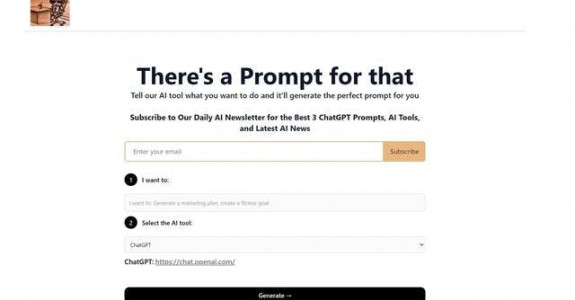 There's a Prompt for that
Tell our AI tool what you want to do and it'll generate the perfect prompt for you
Subscribe to Our Daily AI Newsletter for the Best 3 ChatGPT Prompts, AI Tools,
and Latest AI News
Enter your email
Subscribe
1 I want to:
I want to: Generate a marketing plan, create a fitness goal
2 Select the AI tool:
ChatGPT
ChatGPT: https://chat.openai.com/
Generate →